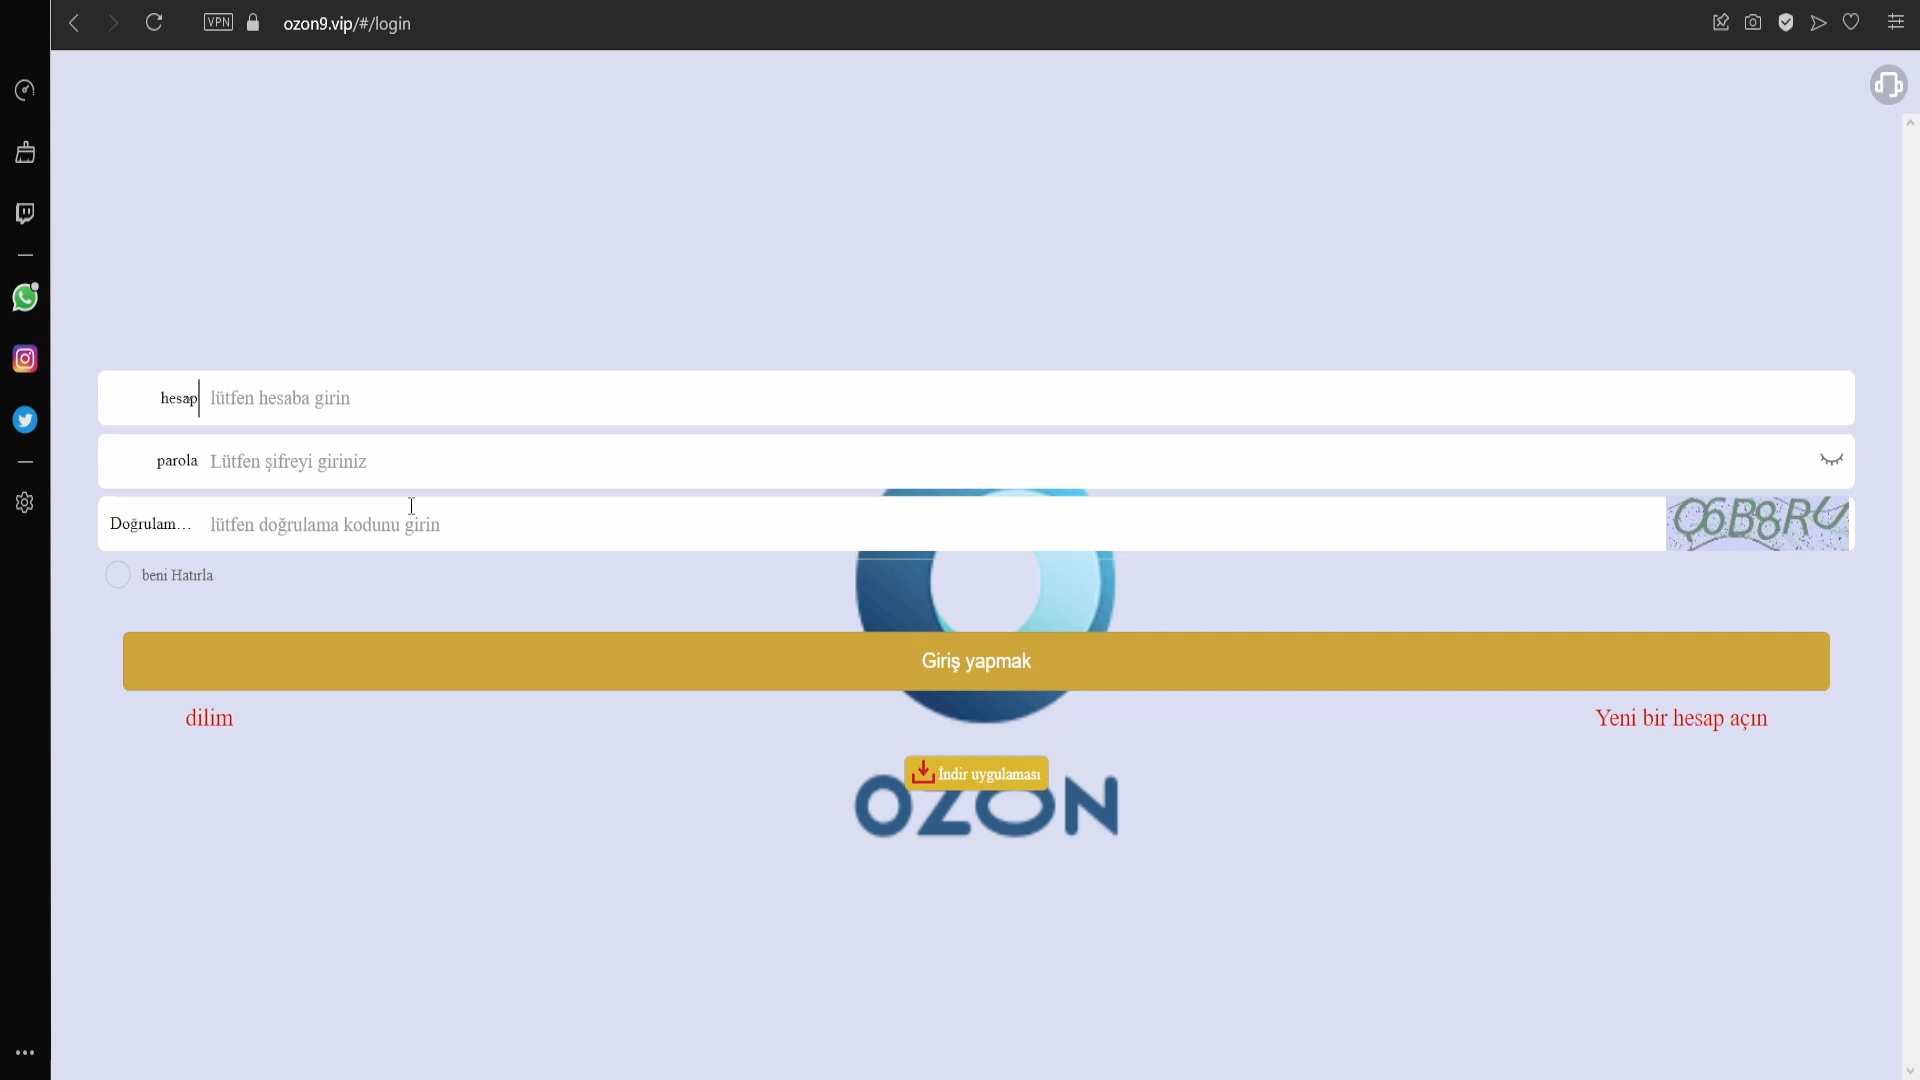 VPN
ozon9.vip/#/login
hesap lütfen hesaba girin
parola Lütfen şifreyi giriniz
Doğrulam... lütfen doğrulama kodunu girin
beni Hatırla
Giriş yapmak
dilim
Yeni bir hesap açın
İndir uygulaması
OZON